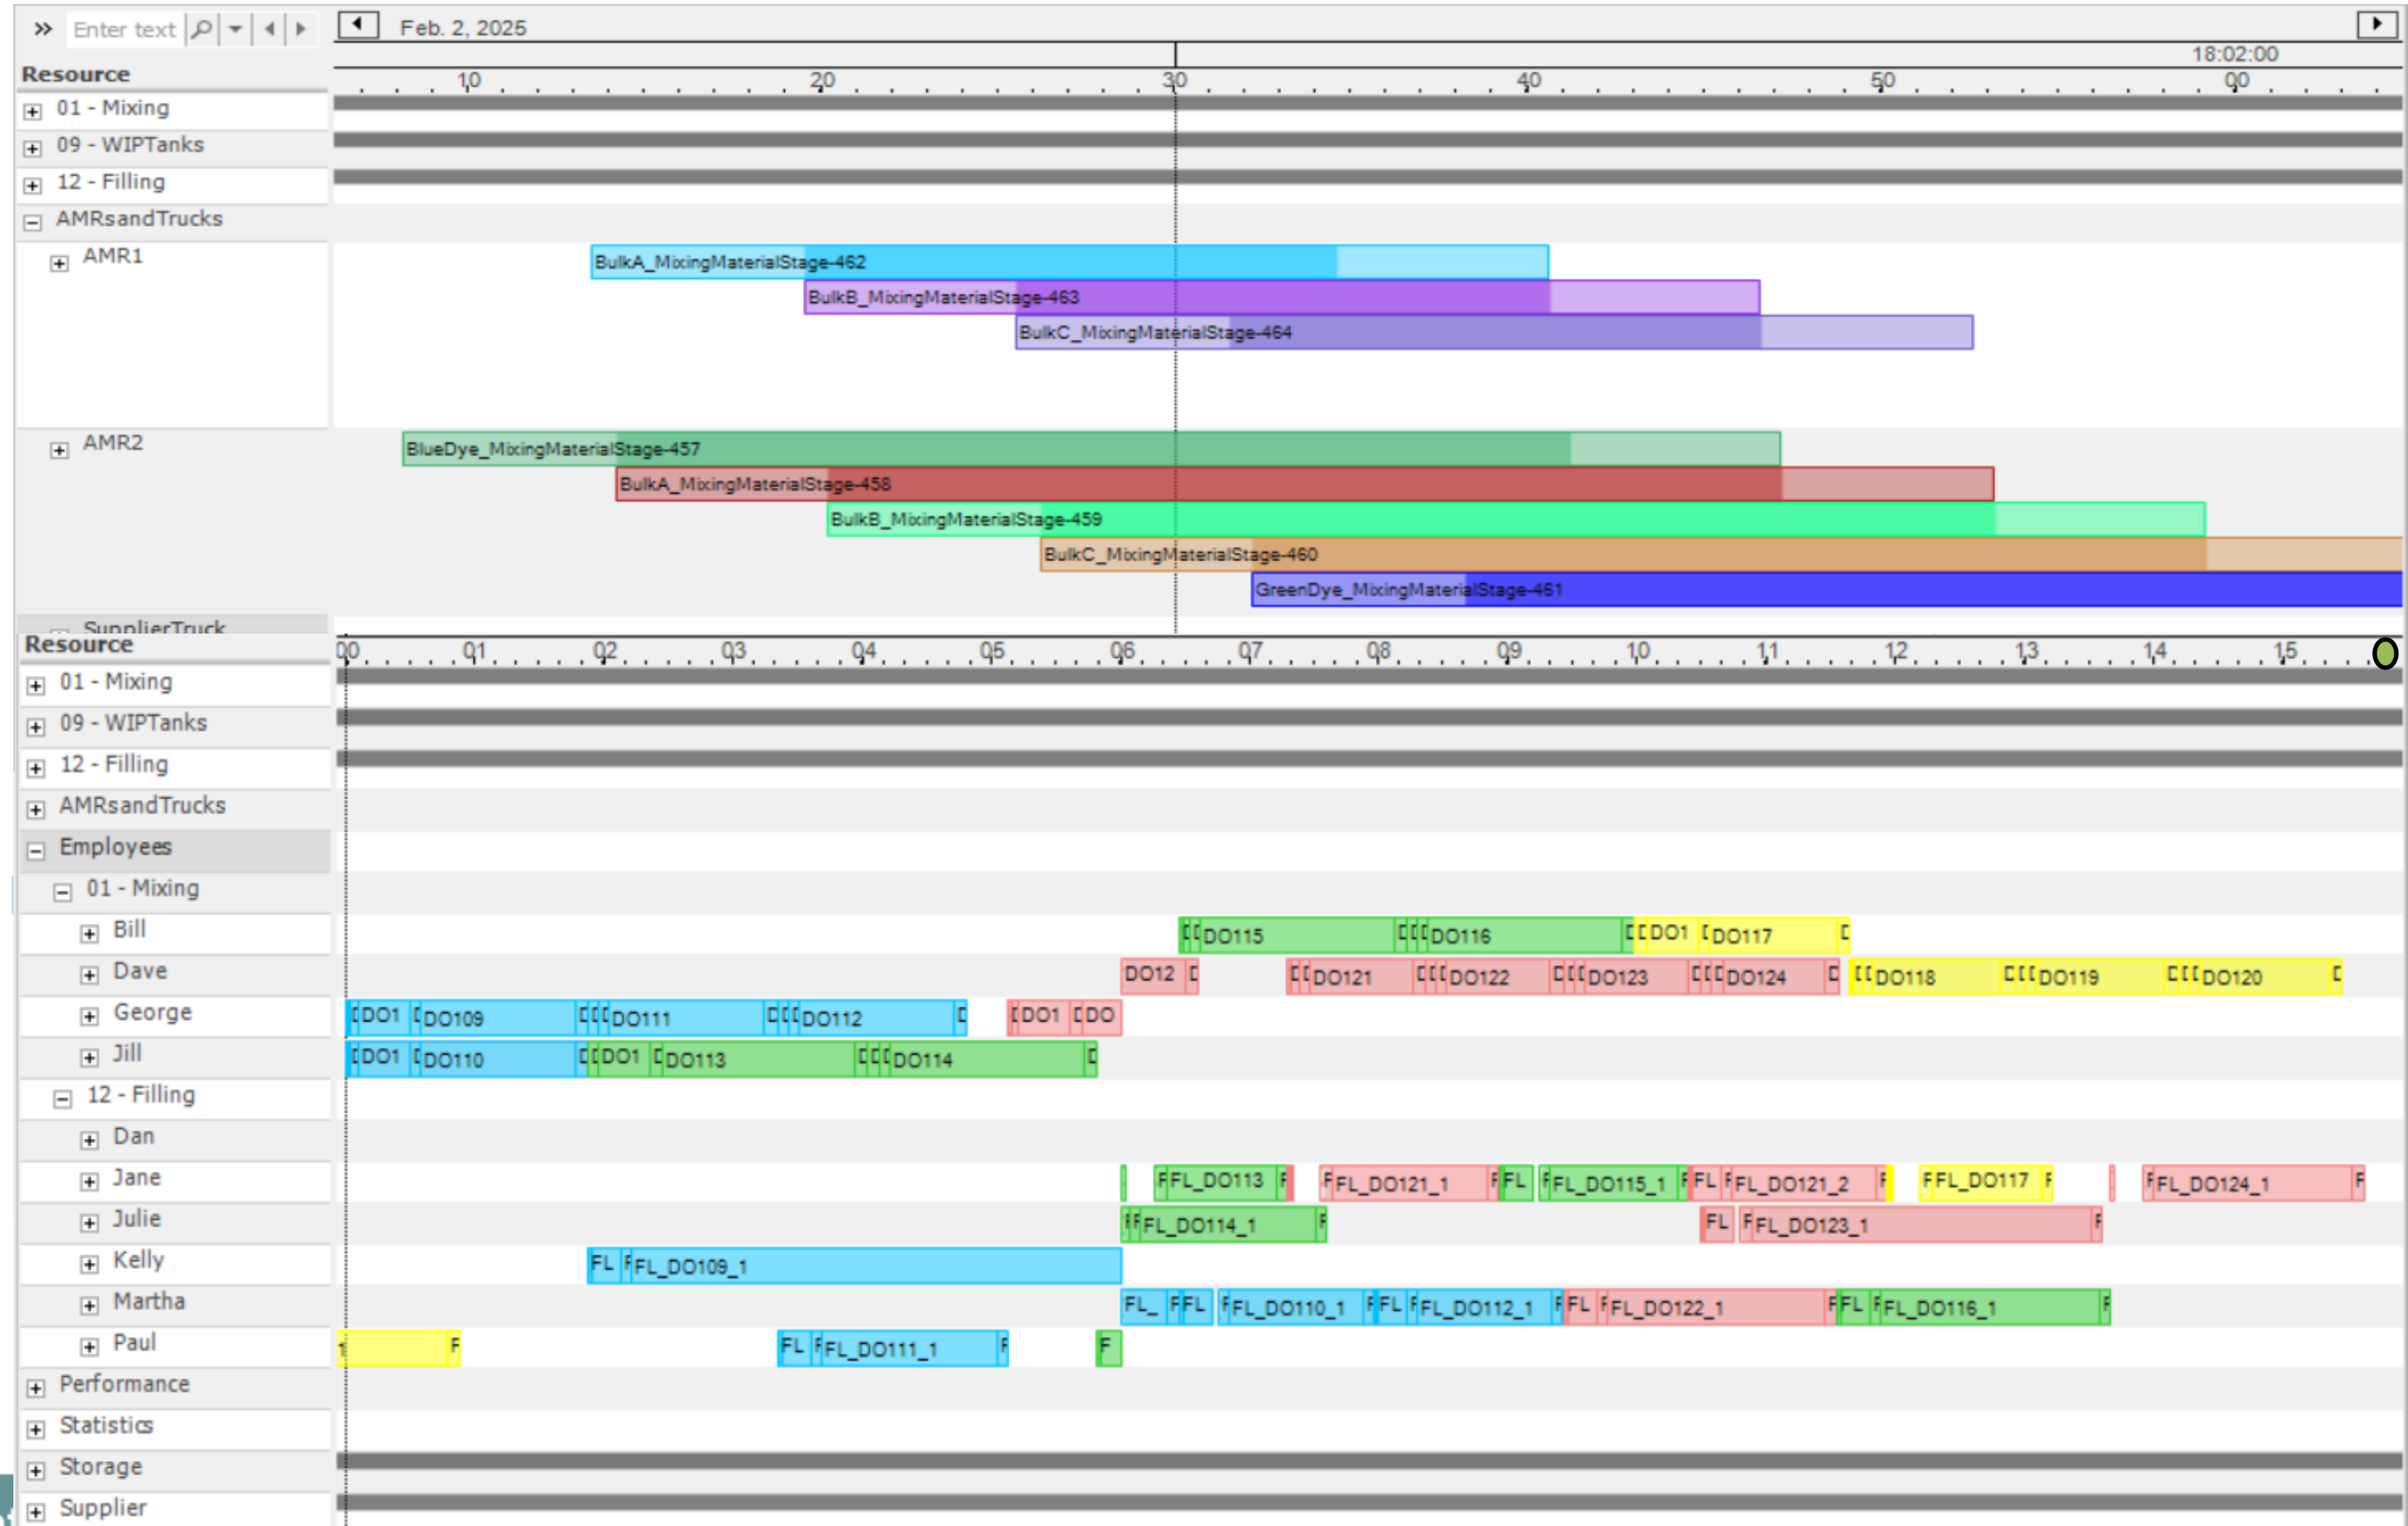 Enter text
Feb. 2, 2025
18:02:00
Resource
10 20 30 40 50 00
01 - Mixing
09 - WIPTanks
12 - Filling
AMRsandTrucks
AMR1
BulkA_MixingMaterialStage-462
BulkB_MixingMaterialStage-463
BulkC_MixingMaterialStage-464
AMR2
BlueDye_MixingMaterialStage-457
BulkA_MixingMaterialStage-458
BulkB_MixingMaterialStage-459
BulkC_MixingMaterialStage-460
GreenDye_MixingMaterialStage-461
SupplierTruck
Resource
00 01 02 03 04 05 06 07 08 09 10 11 12 13 14 15
01 - Mixing
09 - WIPTanks
12 - Filling
AMRsandTrucks
Employees
01 - Mixing
Bill DO115 DO116 DO1 DO117
Dave DO12 DO121 DO122 DO123 DO124 DO118 DO119 DO120
George DO1 DO109 DO111 DO112 DO1 DO
Jill DO1 DO110 DO1 DO113 DO114
12 - Filling
Dan
Jane F FL_DO113 F F FL_DO121_1 F FL F FL_DO115_1 F FL F FL_DO121_2 F F FL_DO117 F F FL_DO124_1 F
Julie F F FL_DO114_1 F FL F FL_DO123_1 F
Kelly FL F FL_DO109_1
Martha FL_ F FL F FL_DO110_1 F FL F FL_DO112_1 F FL F FL_DO122_1 F FL F FL_DO116_1 F
Paul F FL F FL_DO111_1 F F
Performance
Statistics
Storage
Supplier